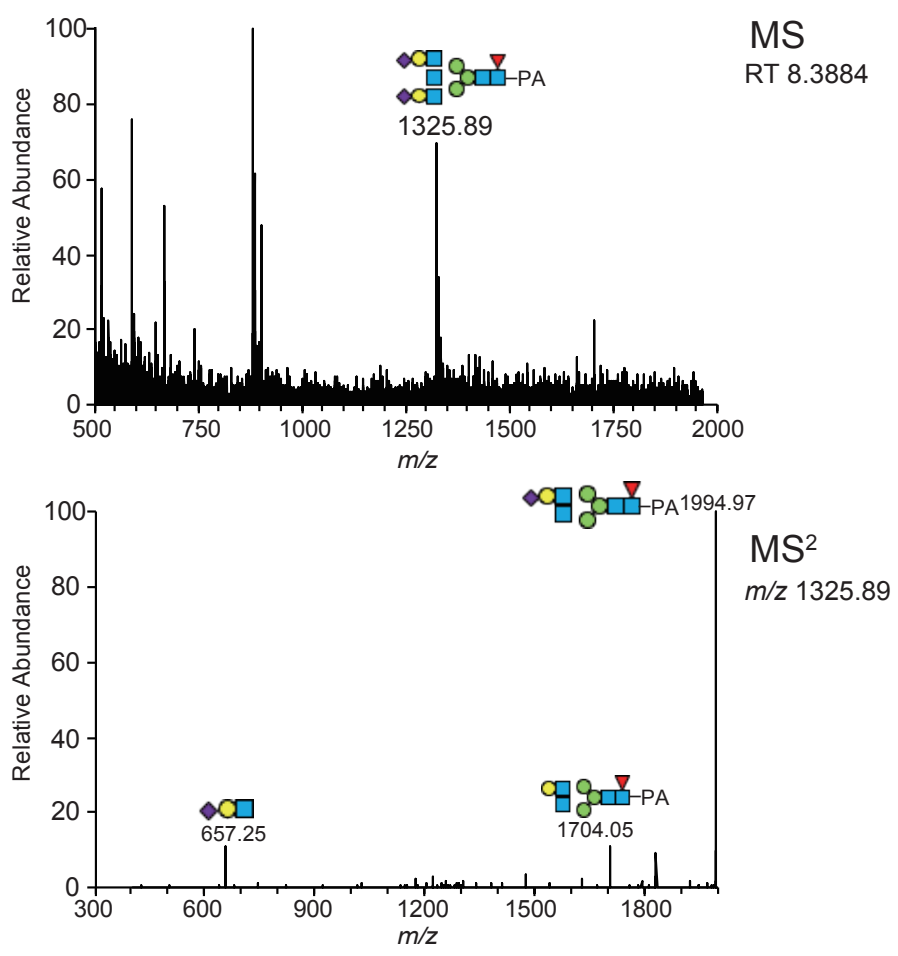 MS
RT 8.3884
100
80
60
40
20
0
Relative Abundance
-PA
1325.89
500 750 1000 1250 1500 1750 2000
m/z
MS²
m/z 1325.89
100
80
60
40
20
0
Relative Abundance
-PA 1994.97
657.25
-PA
1704.05
300 600 900 1200 1500 1800
m/z